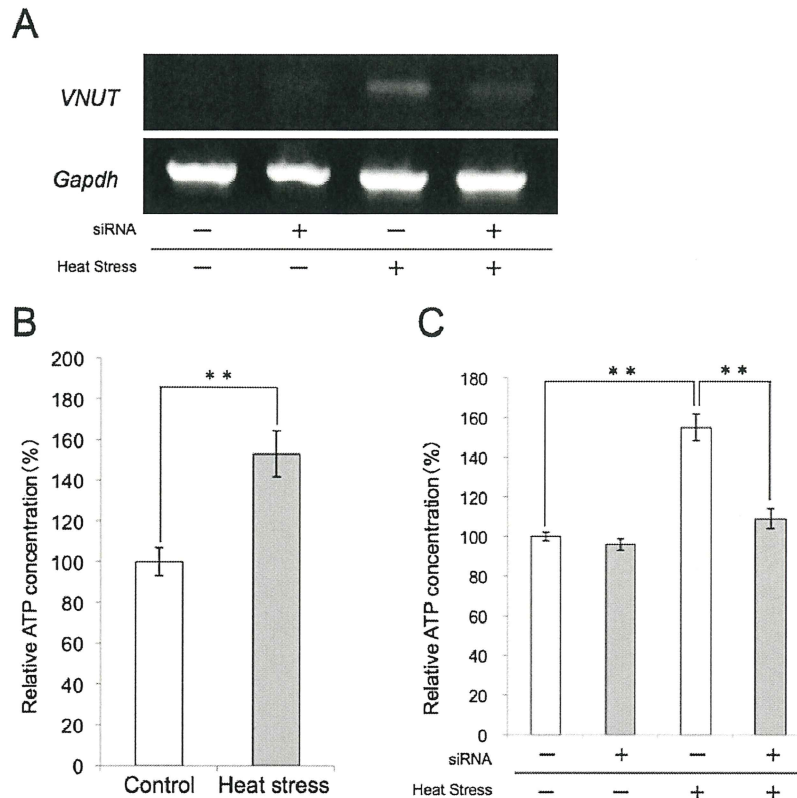 A
VNUT
Gapdh
siRNA － ＋ － ＋
Heat Stress － － ＋ ＋
B
Relative ATP concentration (%)
200
180
160
140
120
100
80
60
40
20
0
**
Control Heat stress
C
Relative ATP concentration (%)
180
160
140
120
100
80
60
40
20
0
** **
siRNA － ＋ － ＋
Heat Stress － － ＋ ＋